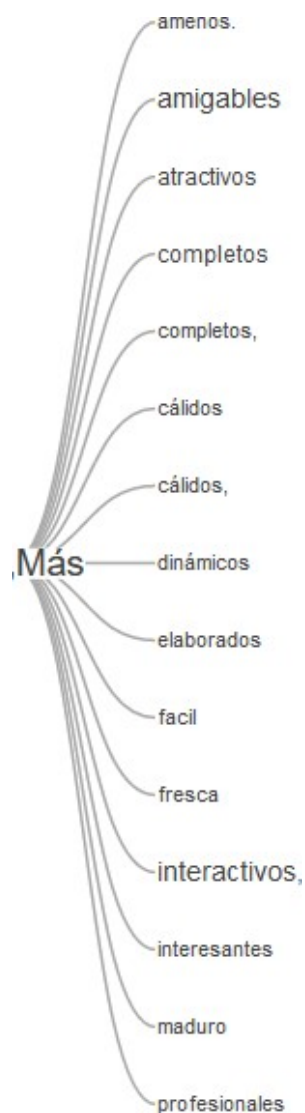 amenos.
amigables
atractivos
completos
completos,
cálidos
cálidos,
,Más
dinámicos
elaborados
facil
fresca
interactivos,
interesantes
maduro
profesionales